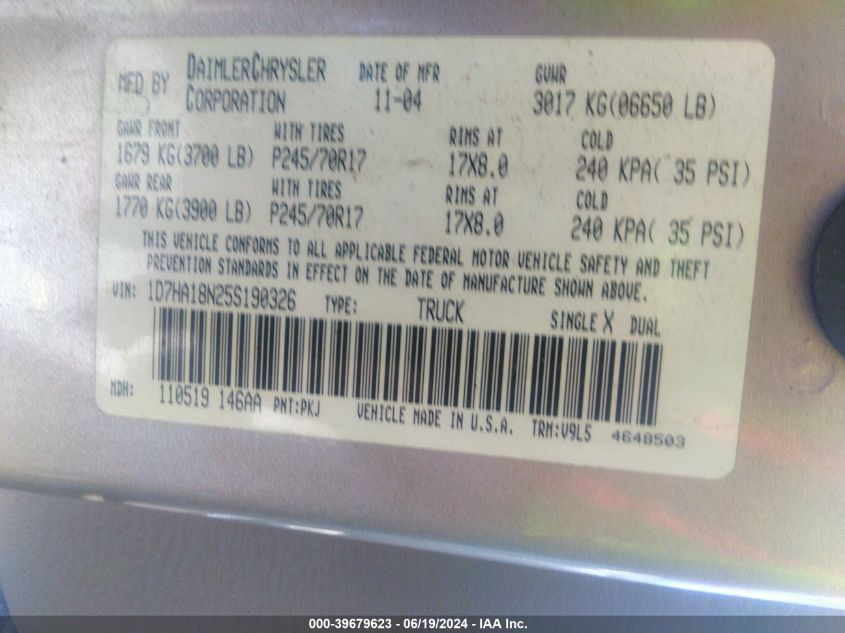 MFD BY DAIMLERCHRYSLER CORPORATION DATE OF MFR 11-04 GVWR 3017 KG(06650 LB)
GAWR FRONT WITH TIRES RIMS AT COLD
1679 KG(3700 LB) P245/70R17 17X8.0 240 KPA( 35 PSI)
GAWR REAR WITH TIRES RIMS AT COLD
1770 KG(3900 LB) P245/70R17 17X8.0 240 KPA( 35 PSI)
THIS VEHICLE CONFORMS TO ALL APPLICABLE FEDERAL MOTOR VEHICLE SAFETY AND THEFT
PREVENTION STANDARDS IN EFFECT ON THE DATE OF MANUFACTURE SHOWN ABOVE.
VIN: 1D7HA18N25S190326 TYPE: TRUCK SINGLE X DUAL
MDH: 110519 146AA PNT:PKJ VEHICLE MADE IN U.S.A. TRM:V9L5 4648503
000-39679623 - 06/19/2024 - IAA Inc.